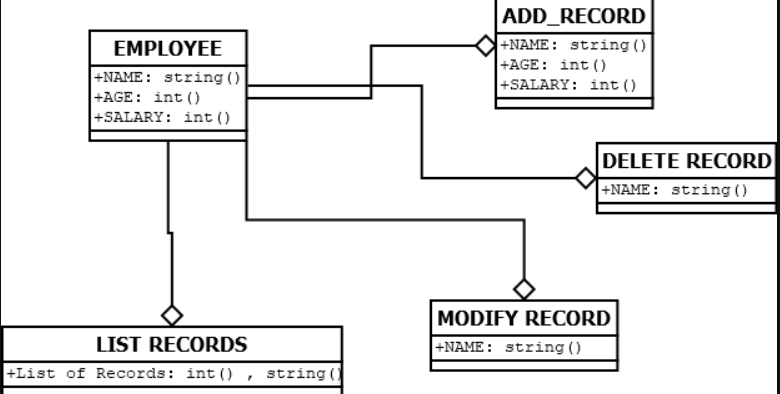 ADD_RECORD
+NAME: string()
+AGE: int()
+SALARY: int()
EMPLOYEE
+NAME: string()
+AGE: int()
+SALARY: int()
DELETE RECORD
+NAME: string()
MODIFY RECORD
+NAME: string()
LIST RECORDS
+List of Records: int() , string()